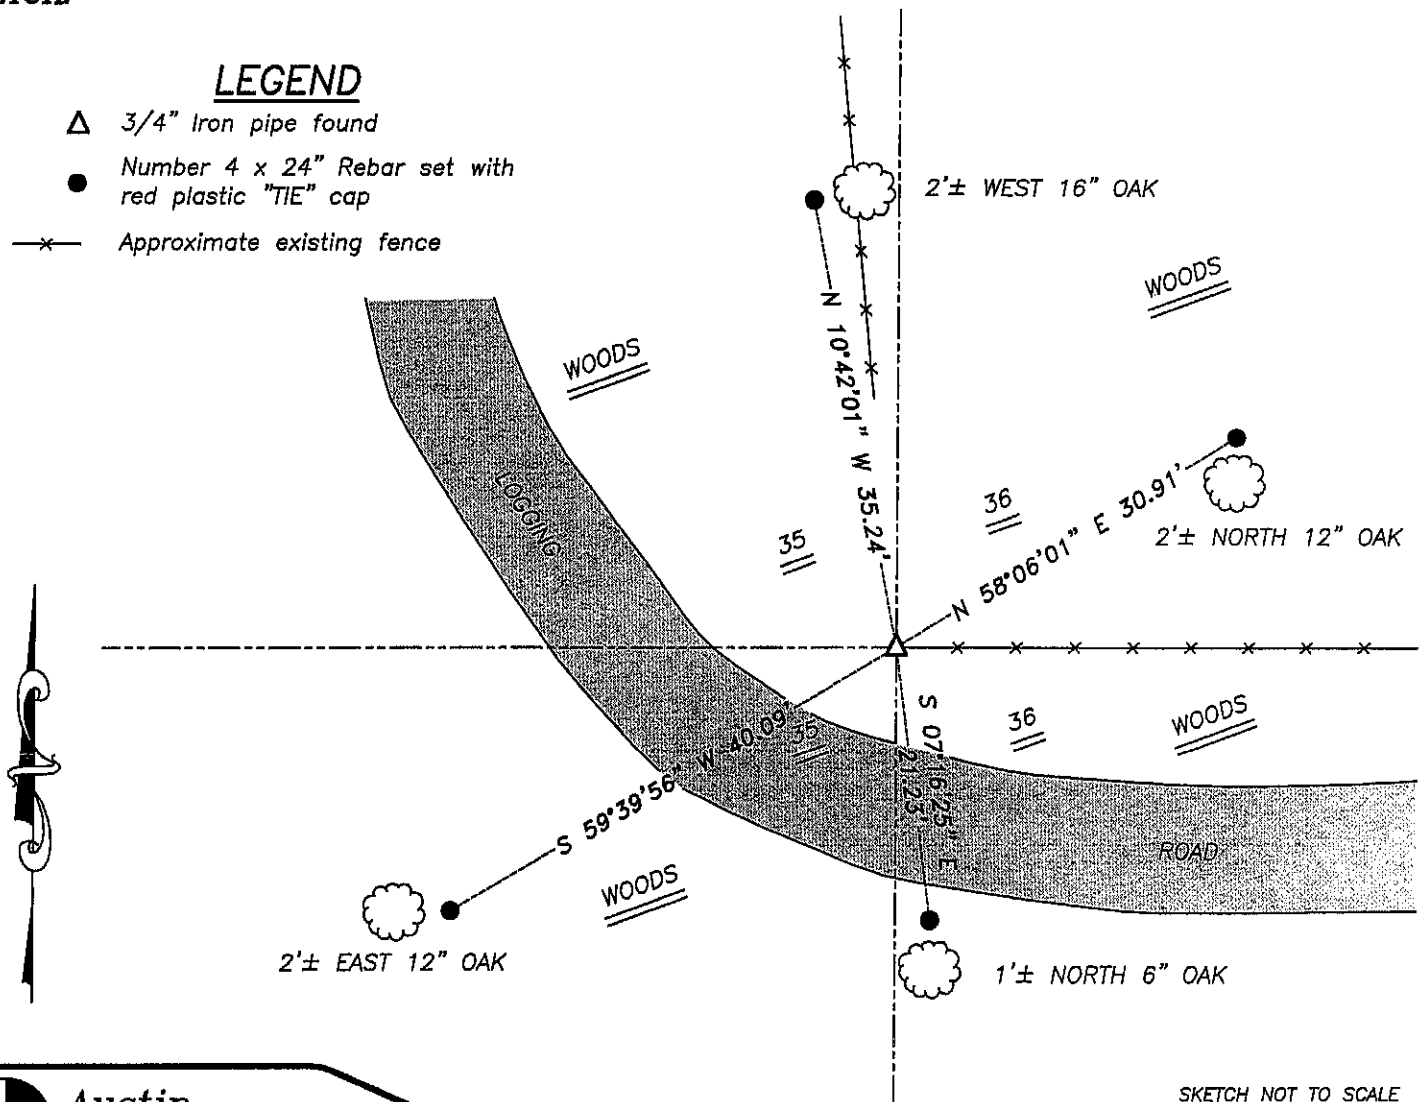 LEGEND
3/4" Iron pipe found
Number 4 x 24" Rebar set with
red plastic "TIE" cap
Approximate existing fence
2'± WEST 16" OAK
WOODS
WOODS
N 10°42'01" W 35.24'
LOGGING
35
36
N 58°06'01" E 30.91'
2'± NORTH 12" OAK
S 59°39'56" W 40.09'
35
S 07°16'25" E
21.23'
36
WOODS
ROAD
WOODS
2'± EAST 12" OAK
1'± NORTH 6" OAK
SKETCH NOT TO SCALE
Austin